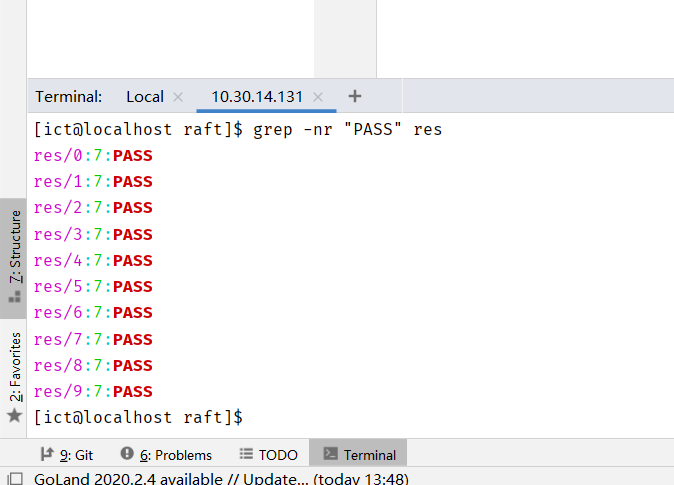 Terminal: Local × 10.30.14.131 × +
[ict@localhost raft]$ grep -nr "PASS" res
res/0:7:PASS
res/1:7:PASS
res/2:7:PASS
res/3:7:PASS
res/4:7:PASS
res/5:7:PASS
res/6:7:PASS
res/7:7:PASS
res/8:7:PASS
res/9:7:PASS
[ict@localhost raft]$
7: Structure
2: Favorites
9: Git 6: Problems TODO Terminal
GoLand 2020.2.4 available // Update... (today 13:48)